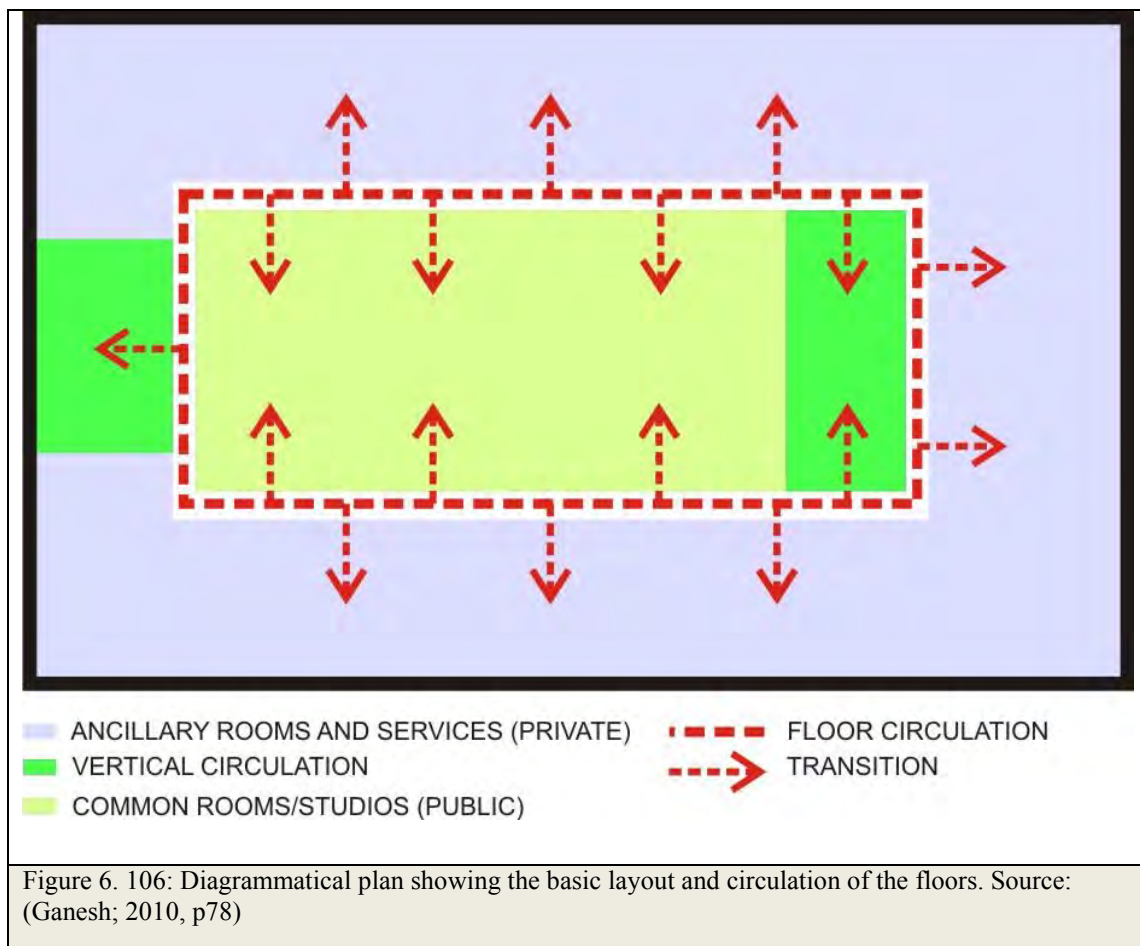 ANCILLARY ROOMS AND SERVICES (PRIVATE)
VERTICAL CIRCULATION
COMMON ROOMS/STUDIOS (PUBLIC)
FLOOR CIRCULATION
TRANSITION
Figure 6. 106: Diagrammatical plan showing the basic layout and circulation of the floors. Source:
(Ganesh; 2010, p78)